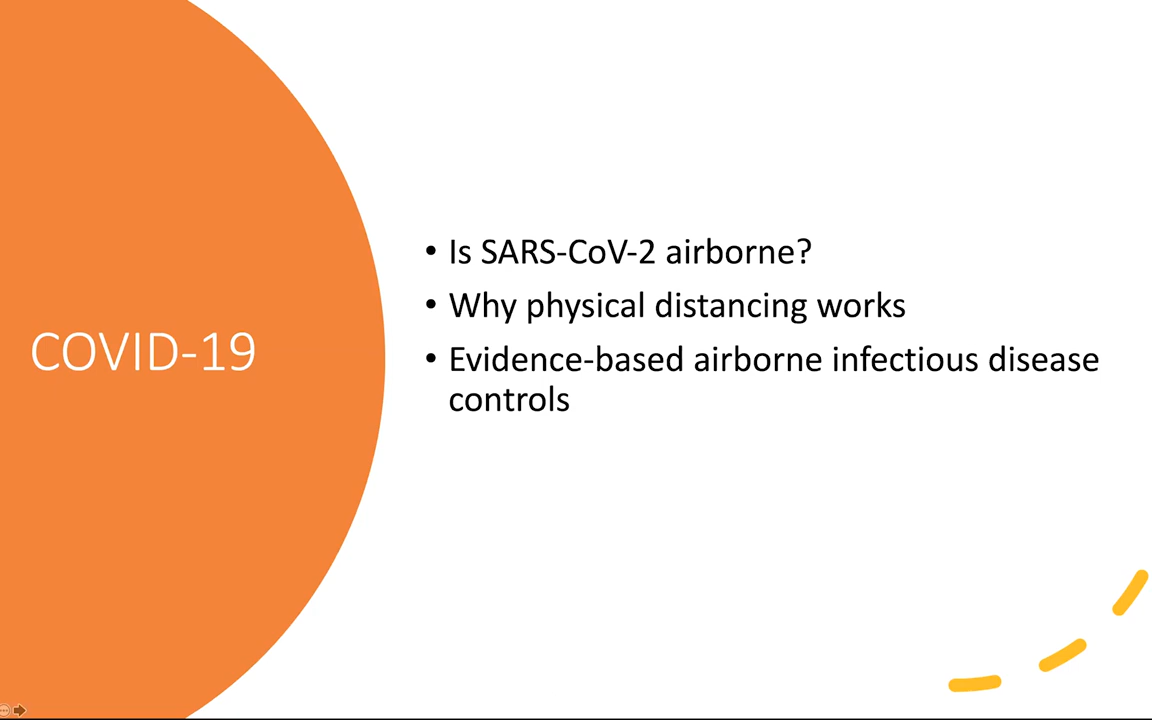 COVID-19
• Is SARS-CoV-2 airborne?
• Why physical distancing works
• Evidence-based airborne infectious disease
controls